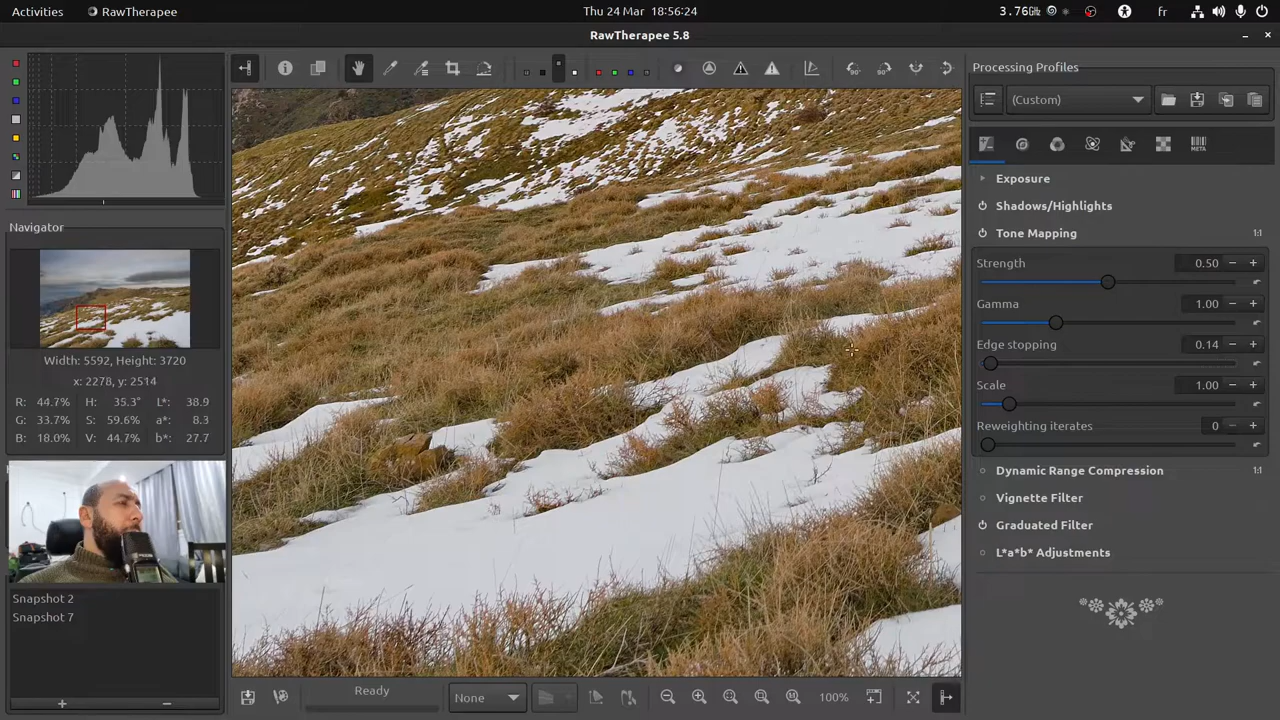 Activities
RawTherapee
Thu 24 Mar 18:56:24
3.76GHz
fr
RawTherapee 5.8
Processing Profiles
(Custom)
META
Exposure
Shadows/Highlights
Tone Mapping
1:1
Strength
0.50
Gamma
1.00
Edge stopping
0.14
Scale
1.00
Reweighting iterates
0
Dynamic Range Compression
1:1
Vignette Filter
Graduated Filter
L*a*b* Adjustments
Navigator
Width: 5592, Height: 3720
x: 2278, y: 2514
R: 44.7% H: 35.3° L*: 38.9
G: 33.7% S: 59.6% a*: 8.3
B: 18.0% V: 44.7% b*: 27.7
Snapshot 2
Snapshot 7
Ready
None
100%